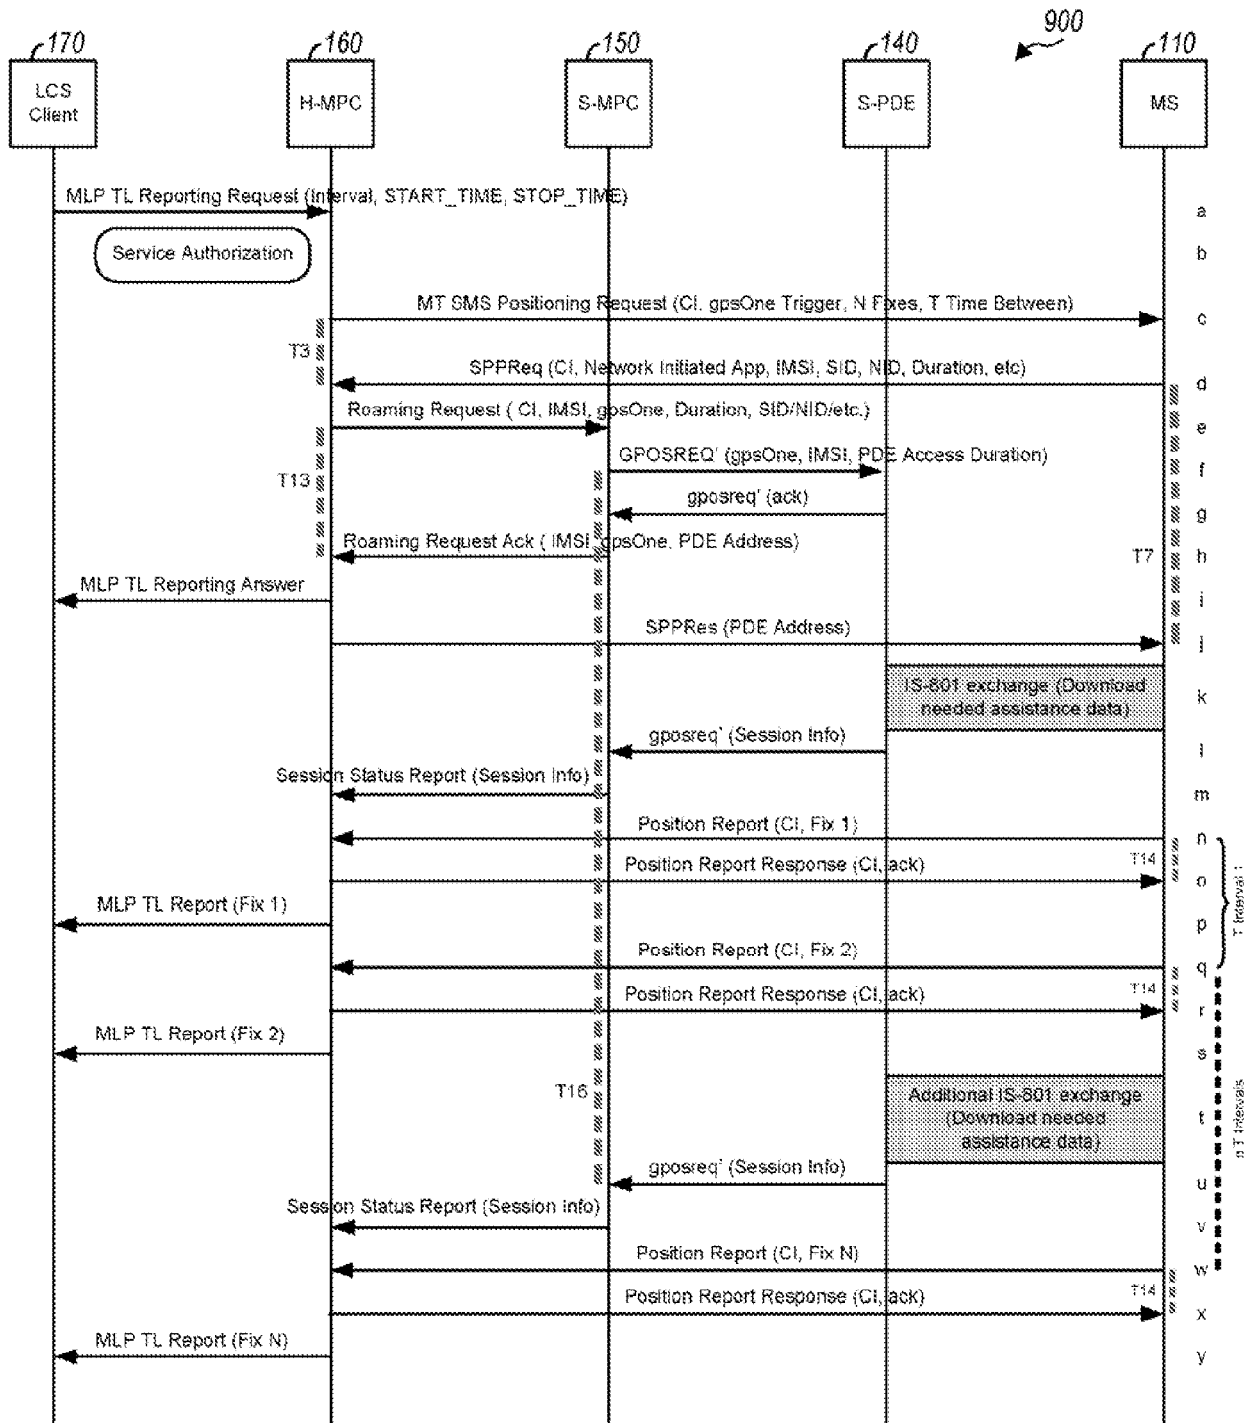 900
170
160
150
140
110
LCS
Client
H-MPC
S-MPC
S-PDE
MS
MLP TL Reporting Request (Interval, START_TIME, STOP_TIME)
a
Service Authorization
b
MT SMS Positioning Request (CI, gpsOne Trigger, N Fixes, T Time Between)
c
T3
SPPReq (CI, Network Initiated App, IMSI, SID, NID, Duration, etc)
d
Roaming Request ( CI, IMSI, gpsOne, Duration, SID/NID/etc.)
e
GPOSREQ' (gpsOne, IMSI, PDE Access Duration)
f
T13
gposreq' (ack)
g
Roaming Request Ack ( IMSI, gpsOne, PDE Address)
T7
h
MLP TL Reporting Answer
i
SPPRes (PDE Address)
j
IS-801 exchange (Download
needed assistance data)
k
gposreq' (Session Info)
l
Session Status Report (Session Info)
m
Position Report (CI, Fix 1)
n
Position Report Response (CI, ack)
T14
o
MLP TL Report (Fix 1)
p
T Interval 1
Position Report (CI, Fix 2)
q
Position Report Response (CI, ack)
T14
r
MLP TL Report (Fix 2)
s
T16
Additional IS-801 exchange
(Download needed
assistance data)
t
n T Intervals
gposreq' (Session Info)
u
Session Status Report (Session Info)
v
Position Report (CI, Fix N)
w
Position Report Response (CI, ack)
T14
x
MLP TL Report (Fix N)
y